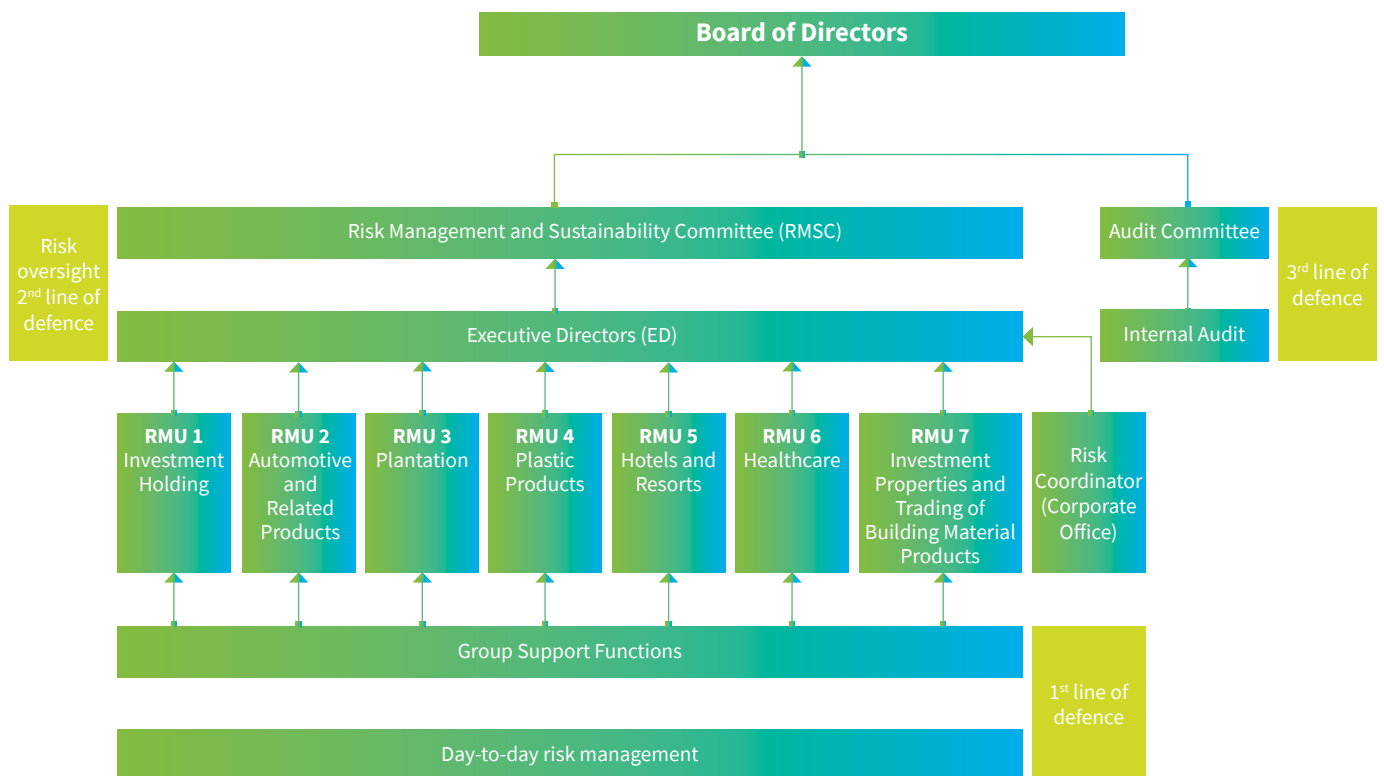 Board of Directors
Risk
oversight
2nd line of
defence
Risk Management and Sustainability Committee (RMSC)
Audit Committee
3rd line of
defence
Executive Directors (ED)
Internal Audit
RMU 1
Investment
Holding
RMU 2
Automotive
and
Related
Products
RMU 3
Plantation
RMU 4
Plastic
Products
RMU 5
Hotels and
Resorts
RMU 6
Healthcare
RMU 7
Investment
Properties and
Trading of
Building Material
Products
Risk
Coordinator
(Corporate
Office)
Group Support Functions
1st line of
defence
Day-to-day risk management